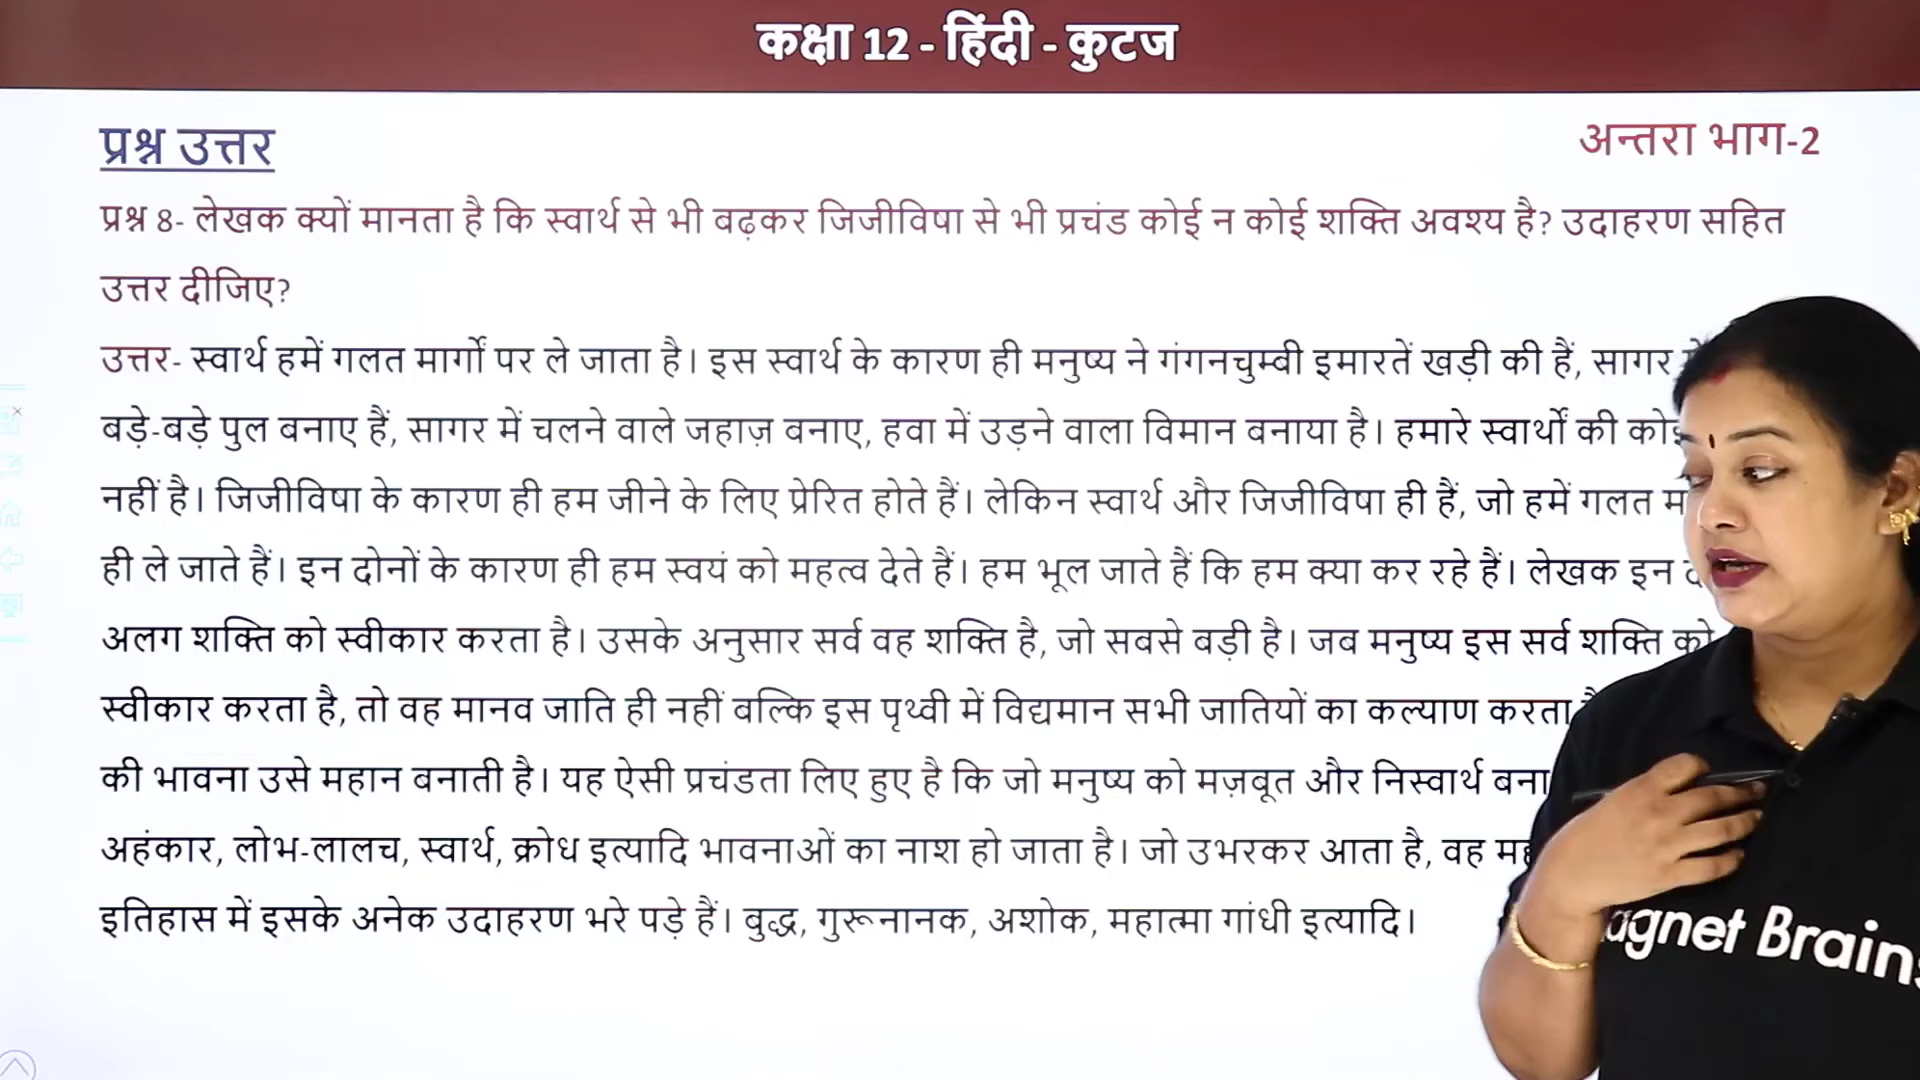 कक्षा 12 - हिंदी - कुटज
प्रश्न उत्तर
अन्तरा भाग-2
प्रश्न 8- लेखक क्यों मानता है कि स्वार्थ से भी बढ़कर जिजीविषा से भी प्रचंड कोई न कोई शक्ति अवश्य है? उदाहरण सहित
उत्तर दीजिए?
उत्तर- स्वार्थ हमें गलत मार्गों पर ले जाता है। इस स्वार्थ के कारण ही मनुष्य ने गंगनचुम्बी इमारतें खड़ी की हैं, सागर
बड़े-बड़े पुल बनाए हैं, सागर में चलने वाले जहाज़ बनाए, हवा में उड़ने वाला विमान बनाया है। हमारे स्वार्थों की
नहीं है। जिजीविषा के कारण ही हम जीने के लिए प्रेरित होते हैं। लेकिन स्वार्थ और जिजीविषा ही हैं, जो हमें गलत
ही ले जाते हैं। इन दोनों के कारण ही हम स्वयं को महत्व देते हैं। हम भूल जाते हैं कि हम क्या कर रहे हैं। लेखक इन
अलग शक्ति को स्वीकार करता है। उसके अनुसार सर्व वह शक्ति है, जो सबसे बड़ी है। जब मनुष्य इस सर्व शक्ति को
स्वीकार करता है, तो वह मानव जाति ही नहीं बल्कि इस पृथ्वी में विद्यमान सभी जातियों का कल्याण करता
की भावना उसे महान बनाती है। यह ऐसी प्रचंडता लिए हुए है कि जो मनुष्य को मज़बूत और निस्वार्थ
अहंकार, लोभ-लालच, स्वार्थ, क्रोध इत्यादि भावनाओं का नाश हो जाता है। जो उभरकर आता है, वह
इतिहास में इसके अनेक उदाहरण भरे पड़े हैं। बुद्ध, गुरूनानक, अशोक, महात्मा गांधी इत्यादि।
agnet Brains